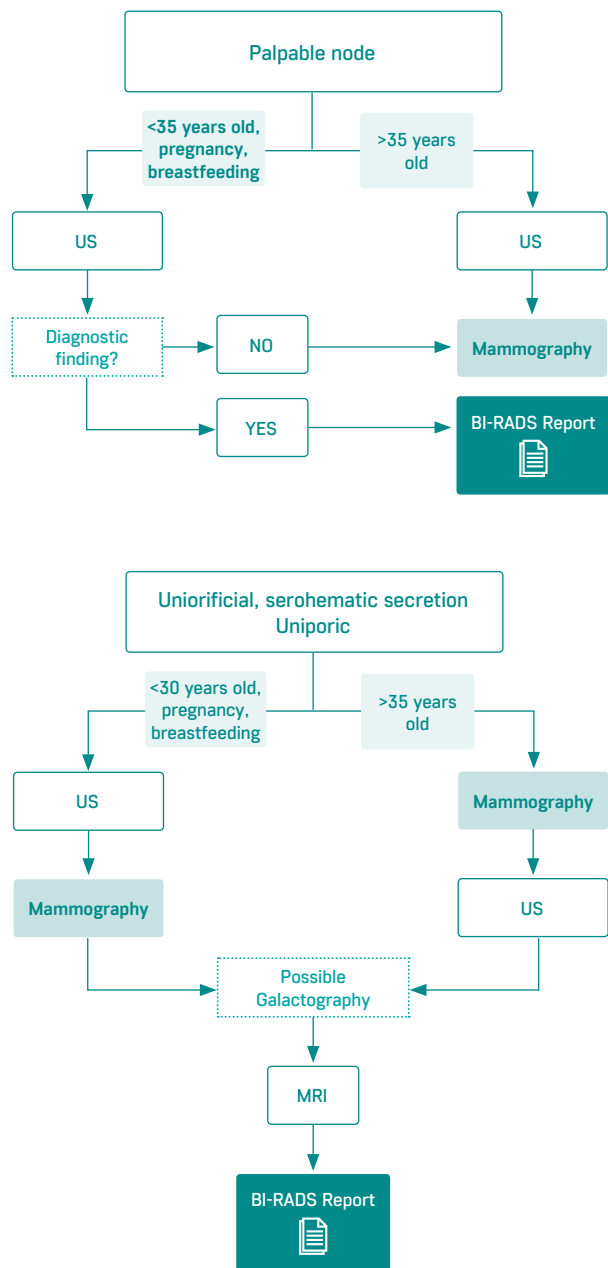 Palpable node
<35 years old,
pregnancy,
breastfeeding
>35 years
old
US
US
Diagnostic
finding?
NO
Mammography
YES
BI-RADS Report
Uniorificial, serohematic secretion
Uniporic
<30 years old,
pregnancy,
breastfeeding
>35 years
old
US
Mammography
Mammography
US
Possible
Galactography
MRI
BI-RADS Report